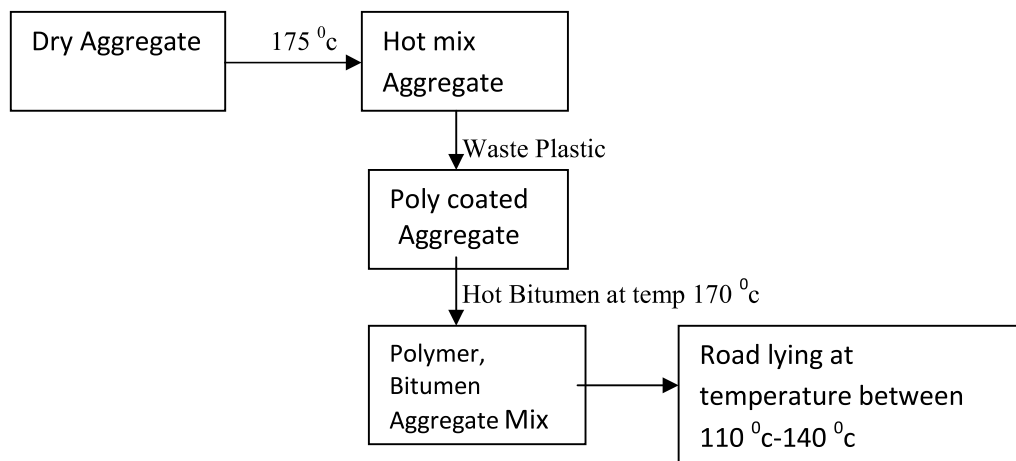 Dry Aggregate
175 ⁰c
Hot mix
Aggregate
Waste Plastic
Poly coated
Aggregate
Hot Bitumen at temp 170 ⁰c
Polymer,
Bitumen
Aggregate Mix
Road lying at
temperature between
110 ⁰c-140 ⁰c